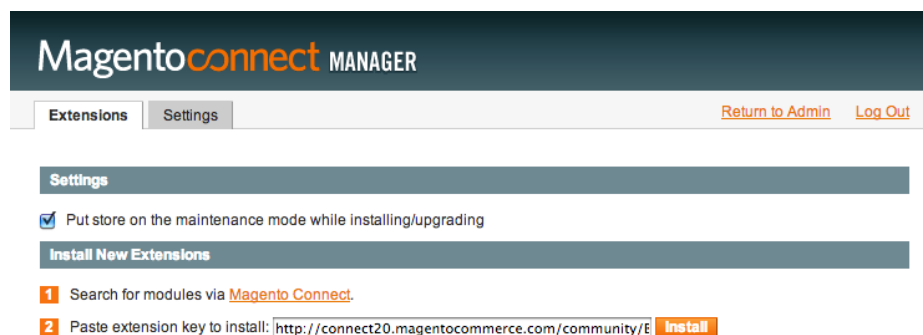 Magentoconnect MANAGER
Extensions Settings Return to Admin Log Out
Settings
Put store on the maintenance mode while installing/upgrading
Install New Extensions
1 Search for modules via Magento Connect.
2 Paste extension key to install: http://connect20.magentocommerce.com/community/E Install